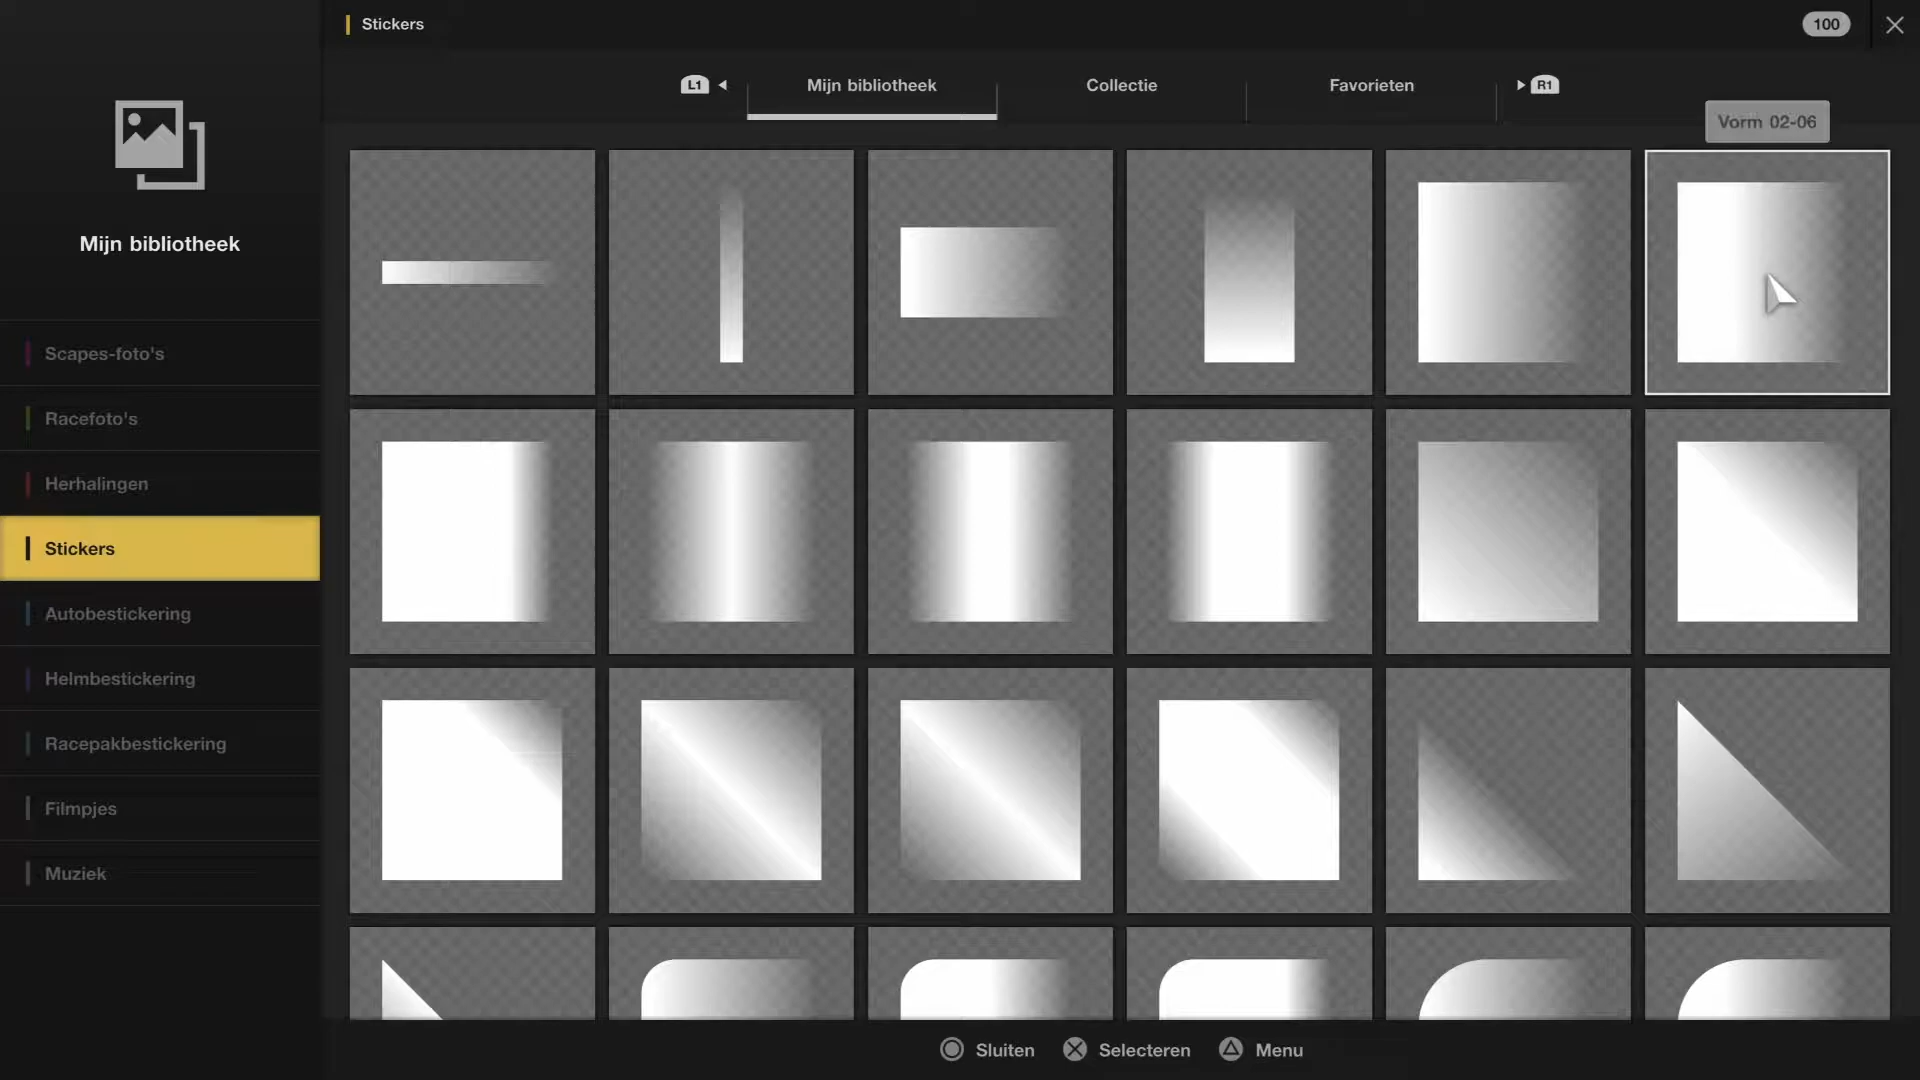 Stickers
100
L1
Mijn bibliotheek
Collectie
Favorieten
R1
Vorm 02-06
Mijn bibliotheek
Scapes-foto's
Racefoto's
Herhalingen
Stickers
Autobestickering
Helmbestickering
Racepakbestickering
Filmpjes
Muziek
Sluiten
Selecteren
Menu